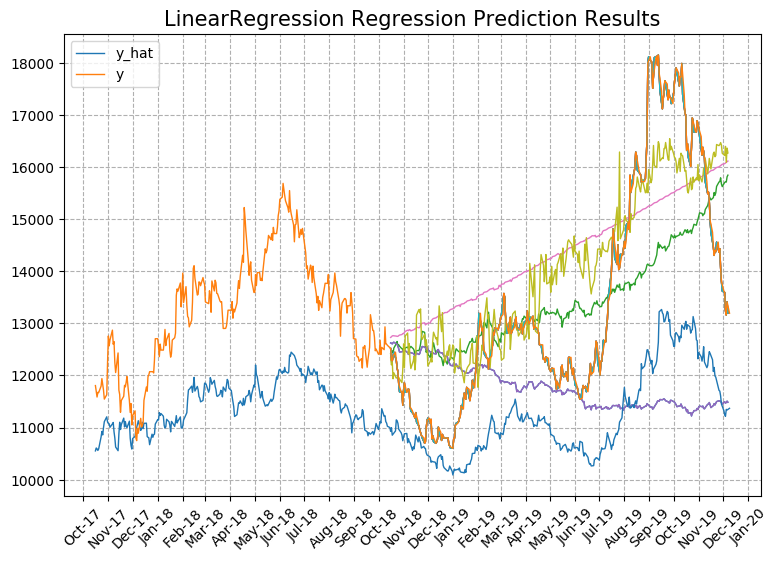 LinearRegression Regression Prediction Results
y_hat
y
18000
17000
16000
15000
14000
13000
12000
11000
10000
Oct-17
Nov-17
Dec-17
Jan-18
Feb-18
Mar-18
Apr-18
May-18
Jun-18
Jul-18
Aug-18
Sep-18
Oct-18
Nov-18
Dec-18
Jan-19
Feb-19
Mar-19
Apr-19
May-19
Jun-19
Jul-19
Aug-19
Sep-19
Oct-19
Nov-19
Dec-19
Jan-20